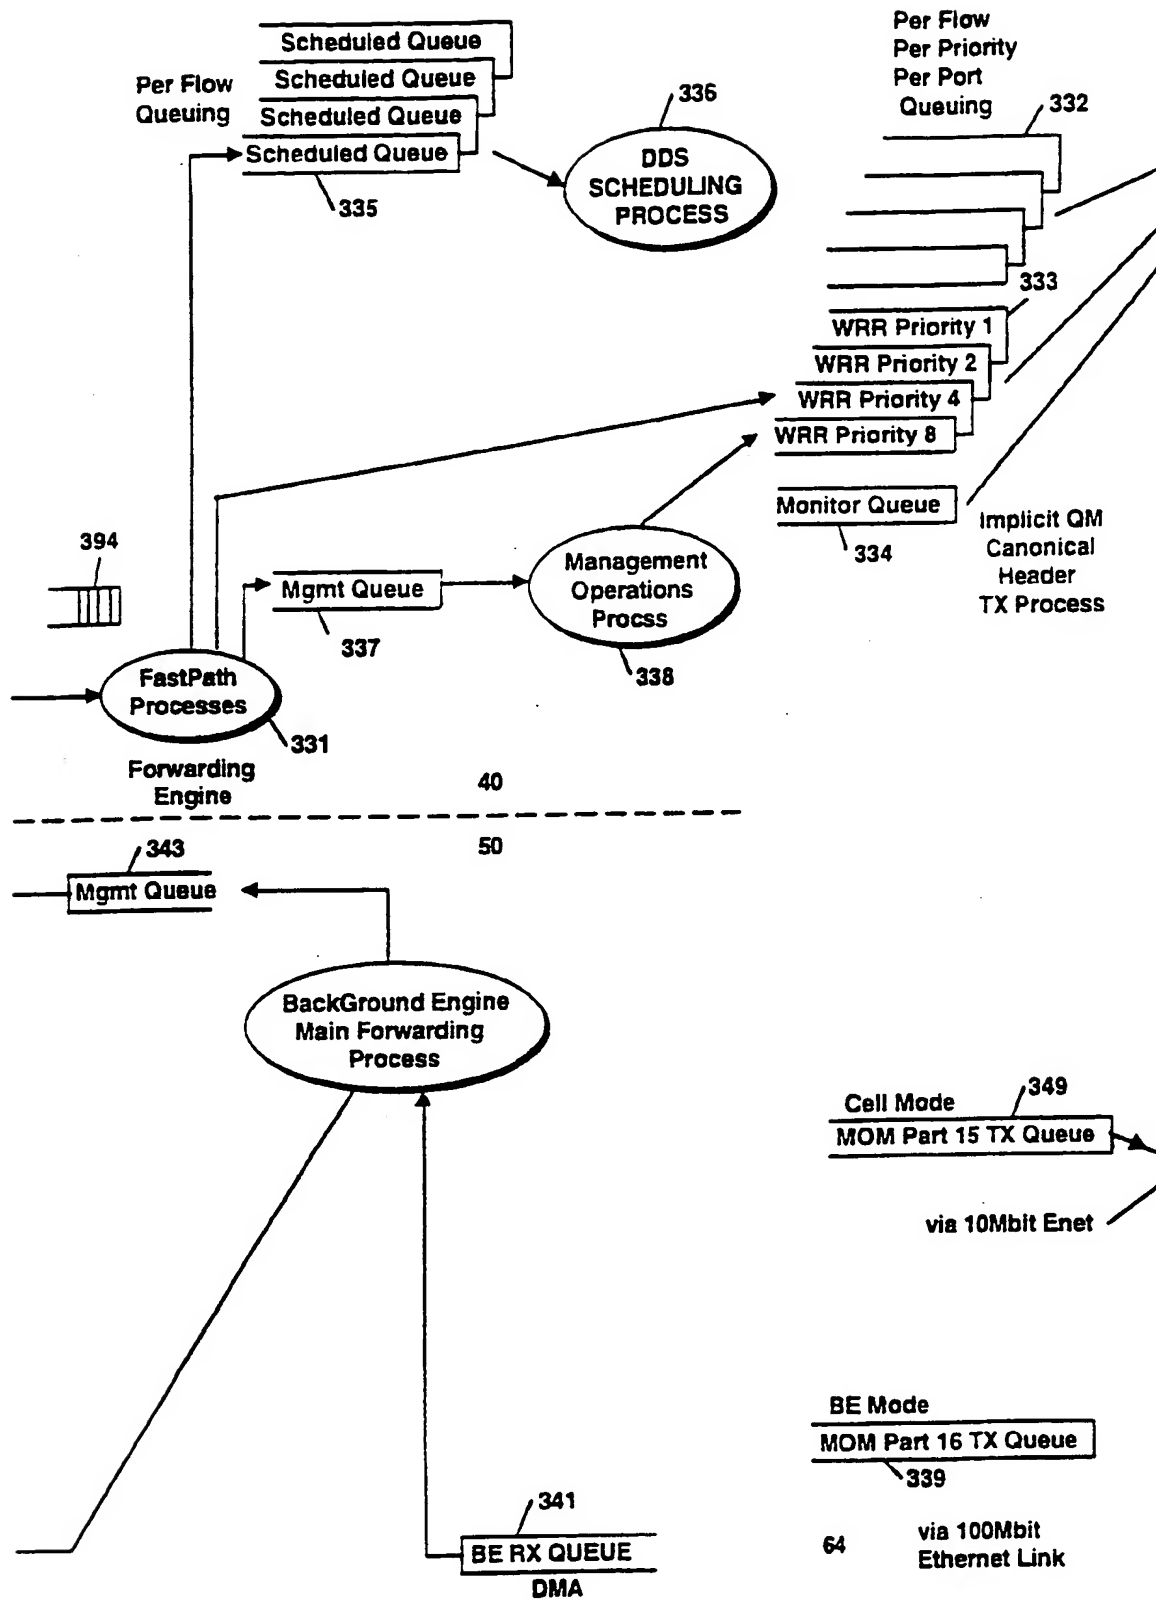 Per Flow
Per Priority
Per Port
Queuing
332
Scheduled Queue
Scheduled Queue
Scheduled Queue
Scheduled Queue
Per Flow
Queuing
335
336
DDS
SCHEDULING
PROCESS
333
WRR Priority 1
WRR Priority 2
WRR Priority 4
WRR Priority 8
Monitor Queue
334
Implicit QM
Canonical
Header
TX Process
394
Mgmt Queue
337
Management
Operations
Procss
338
FastPath
Processes
331
Forwarding
Engine
40
50
343
Mgmt Queue
BackGround Engine
Main Forwarding
Process
349
Cell Mode
MOM Part 15 TX Queue
via 10Mbit Enet
BE Mode
MOM Part 16 TX Queue
339
341
BE RX QUEUE
DMA
64
via 100Mbit
Ethernet Link